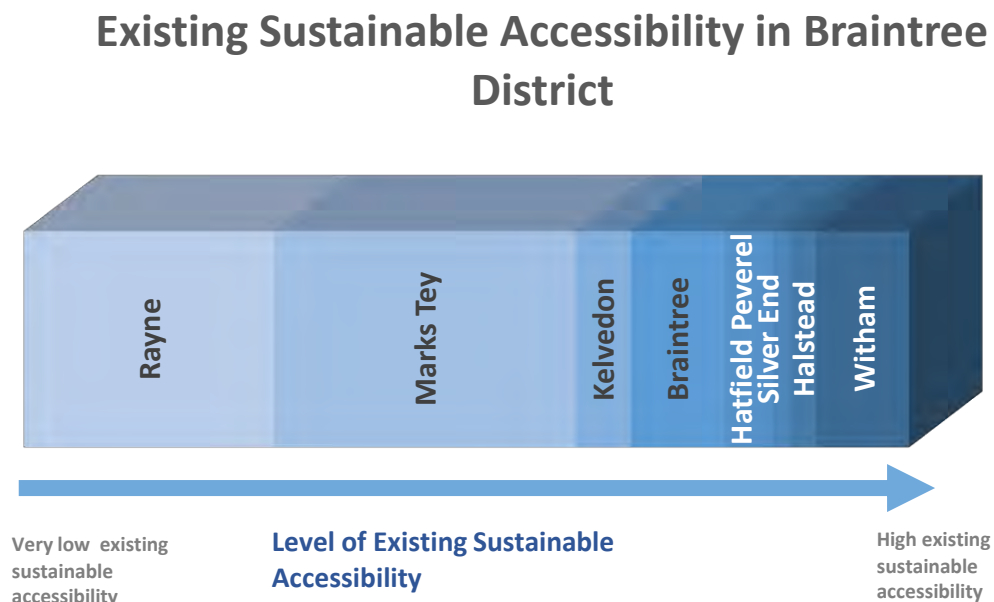 Existing Sustainable Accessibility in Braintree
District
Rayne
Marks Tey
Kelvedon
Braintree
Hatfield Peverel
Silver End
Halstead
Witham
Very low existing
sustainable
accessibility
Level of Existing Sustainable
Accessibility
High existing
sustainable
accessibility